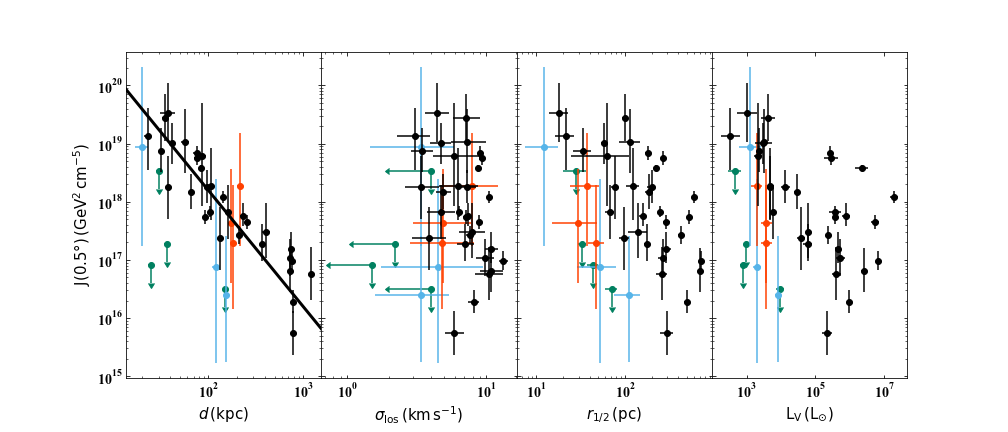 10²⁰
10¹⁹
10¹⁸
10¹⁷
10¹⁶
10¹⁵
J(0.5°) (GeV² cm⁻⁵)
10² 10³ 10⁰ 10¹ 10¹ 10² 10³ 10⁵ 10⁷
d (kpc) σ_los (km s⁻¹) r_1/2 (pc) L_V (L_⊙)